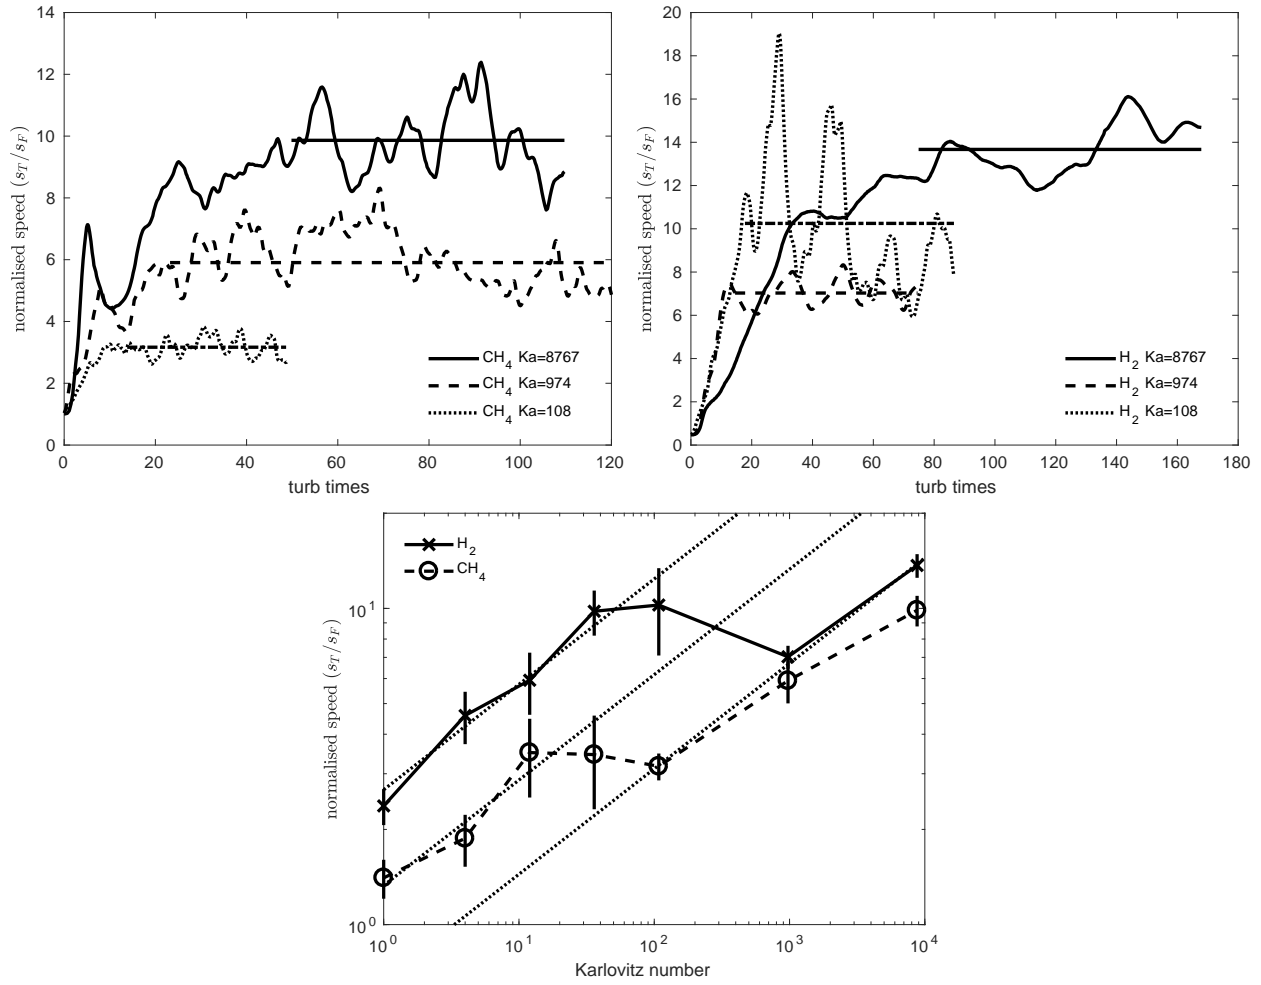 14
12
10
8
6
4
2
0
normalised speed (s_T/s_F)
CH_4 Ka=8767
CH_4 Ka=974
CH_4 Ka=108
0 20 40 60 80 100 120
turb times
20
18
16
14
12
10
8
6
4
2
0
normalised speed (s_T/s_F)
H_2 Ka=8767
H_2 Ka=974
H_2 Ka=108
0 20 40 60 80 100 120 140 160 180
turb times
10^1
10^0
normalised speed (s_T/s_F)
H_2
CH_4
10^0 10^1 10^2 10^3 10^4
Karlovitz number